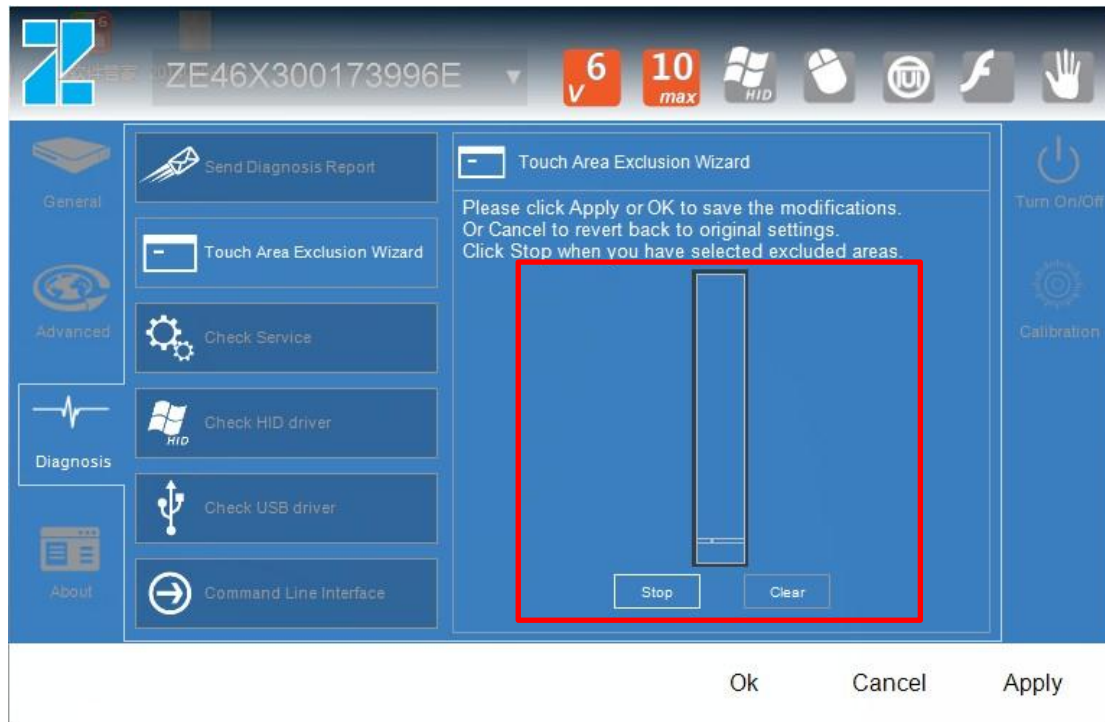 ZE46X300173996E
6
V
10
max
HID
General
Advanced
Diagnosis
About
Send Diagnosis Report
Touch Area Exclusion Wizard
Check Service
HID
Check HID driver
Check USB driver
Command Line Interface
Touch Area Exclusion Wizard
Please click Apply or OK to save the modifications.
Or Cancel to revert back to original settings.
Click Stop when you have selected excluded areas.
Stop
Clear
Turn On/Off
Calibration
Ok
Cancel
Apply